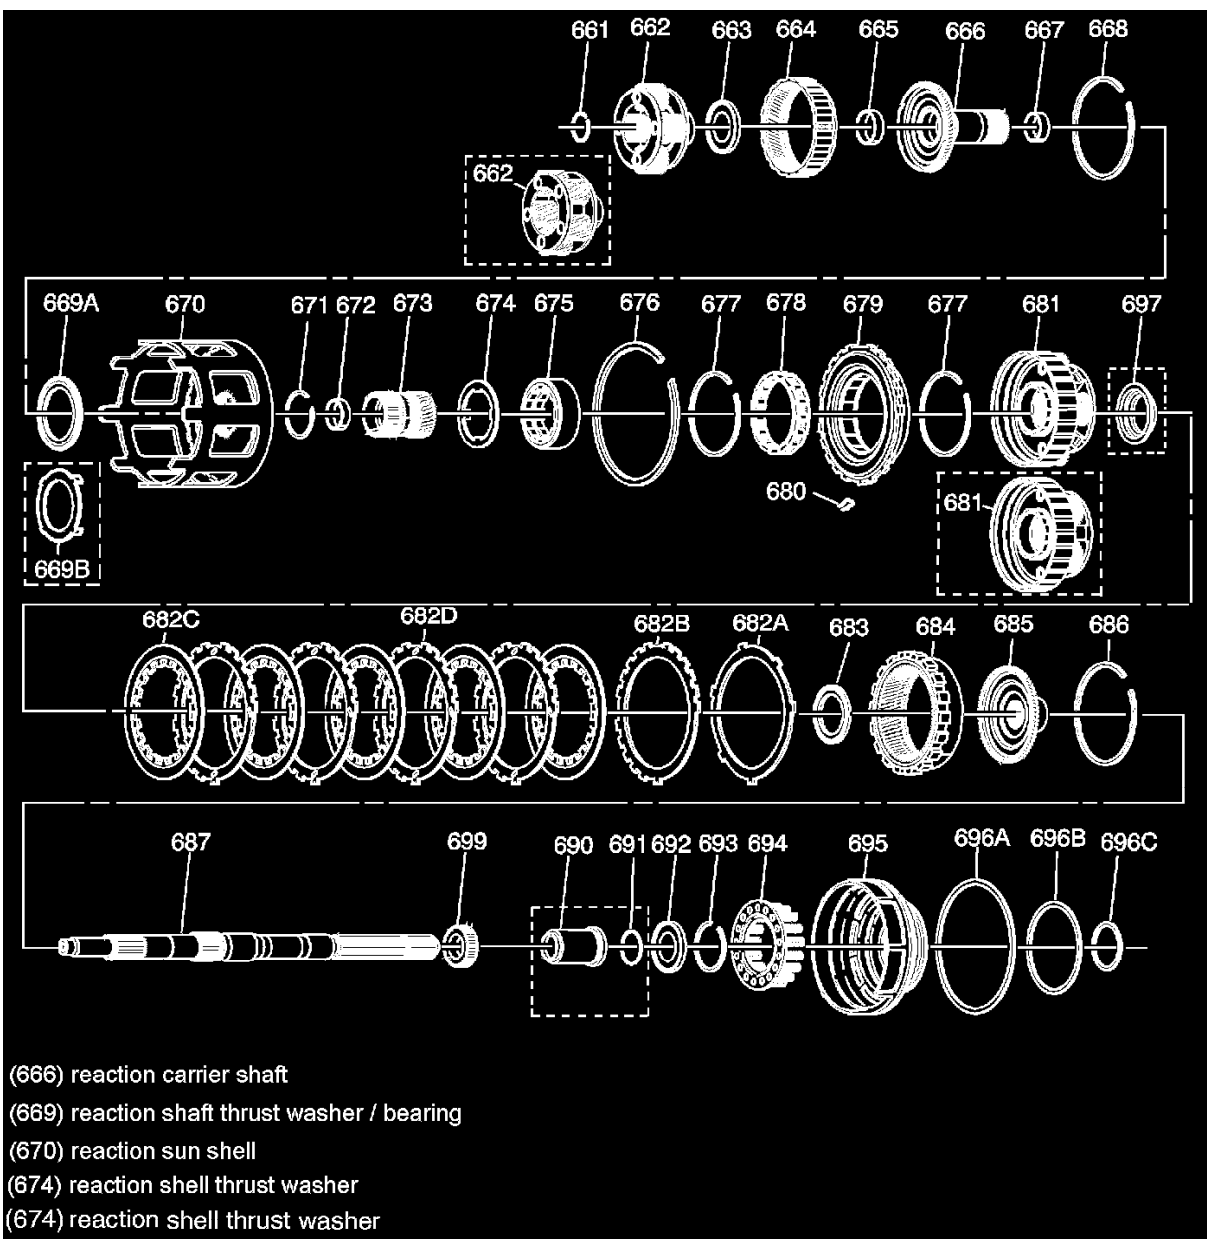 661 662 663 664 665 666 667 668
662
669A 670 671 672 673 674 675 676 677 678 679 677 681 697
680
681
669B
682C 682D 682B 682A 683 684 685 686
687 699 690 691 692 693 694 695 696A 696B 696C
(666) reaction carrier shaft
(669) reaction shaft thrust washer / bearing
(670) reaction sun shell
(674) reaction shell thrust washer
(674) reaction shell thrust washer